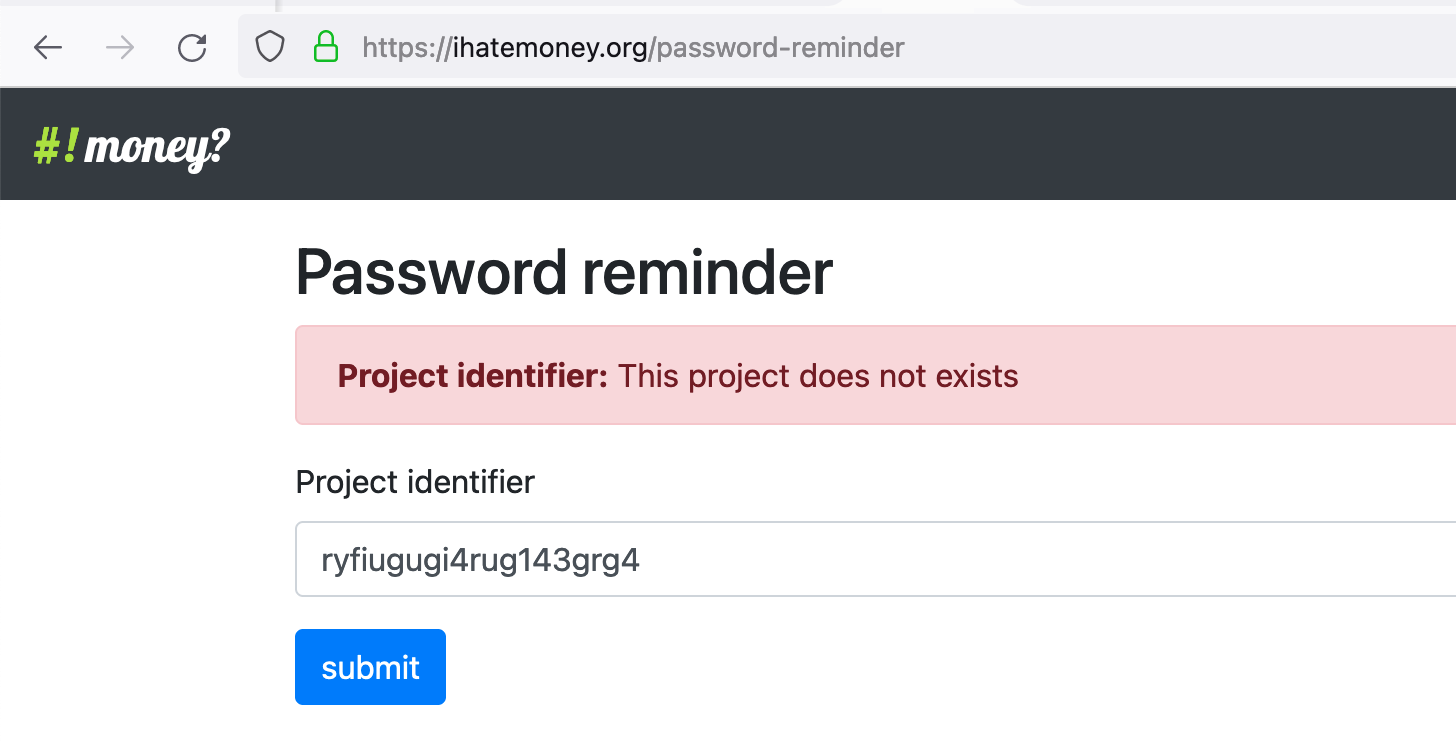 https://ihatemoney.org/password-reminder
#! money?
Password reminder
Project identifier: This project does not exists
Project identifier
ryfiugugi4rug143grg4
submit